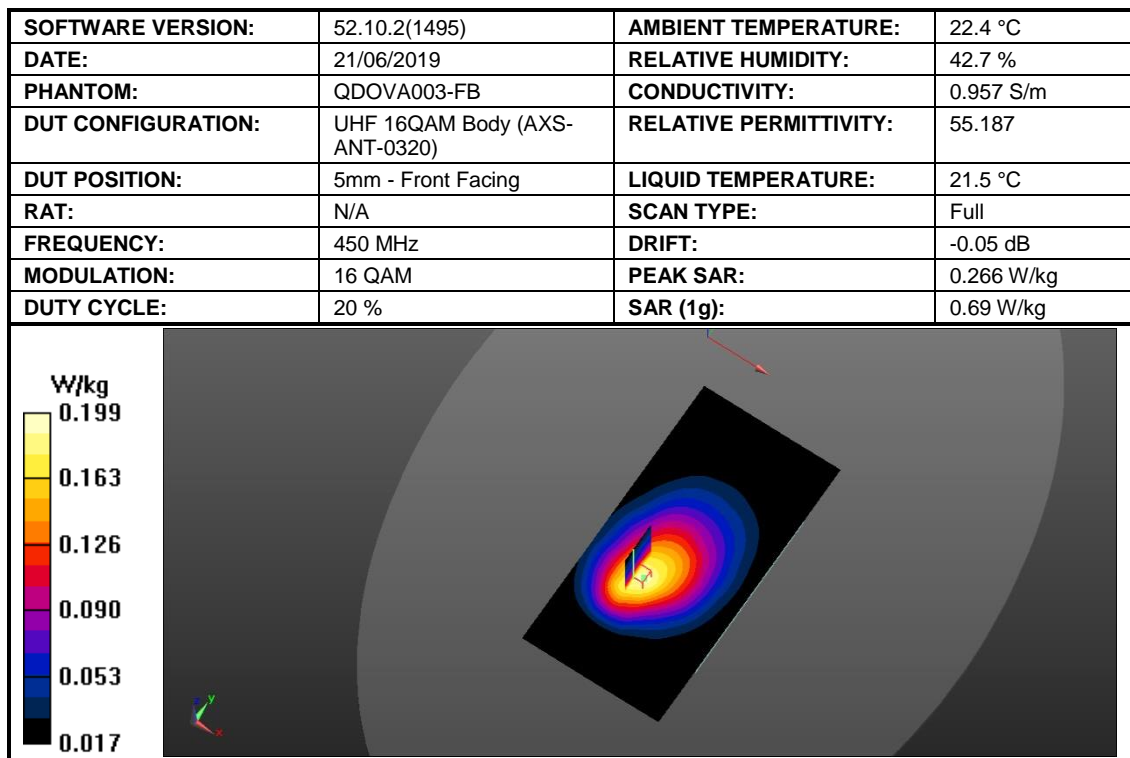 SOFTWARE VERSION: 52.10.2(1495) AMBIENT TEMPERATURE: 22.4 °C
DATE: 21/06/2019 RELATIVE HUMIDITY: 42.7 %
PHANTOM: QDOVA003-FB CONDUCTIVITY: 0.957 S/m
DUT CONFIGURATION: UHF 16QAM Body (AXS- RELATIVE PERMITTIVITY: 55.187
ANT-0320)
DUT POSITION: 5mm - Front Facing LIQUID TEMPERATURE: 21.5 °C
RAT: N/A SCAN TYPE: Full
FREQUENCY: 450 MHz DRIFT: -0.05 dB
MODULATION: 16 QAM PEAK SAR: 0.266 W/kg
DUTY CYCLE: 20 % SAR (1g): 0.69 W/kg
W/kg
0.199
0.163
0.126
0.090
0.053
0.017
z y
x